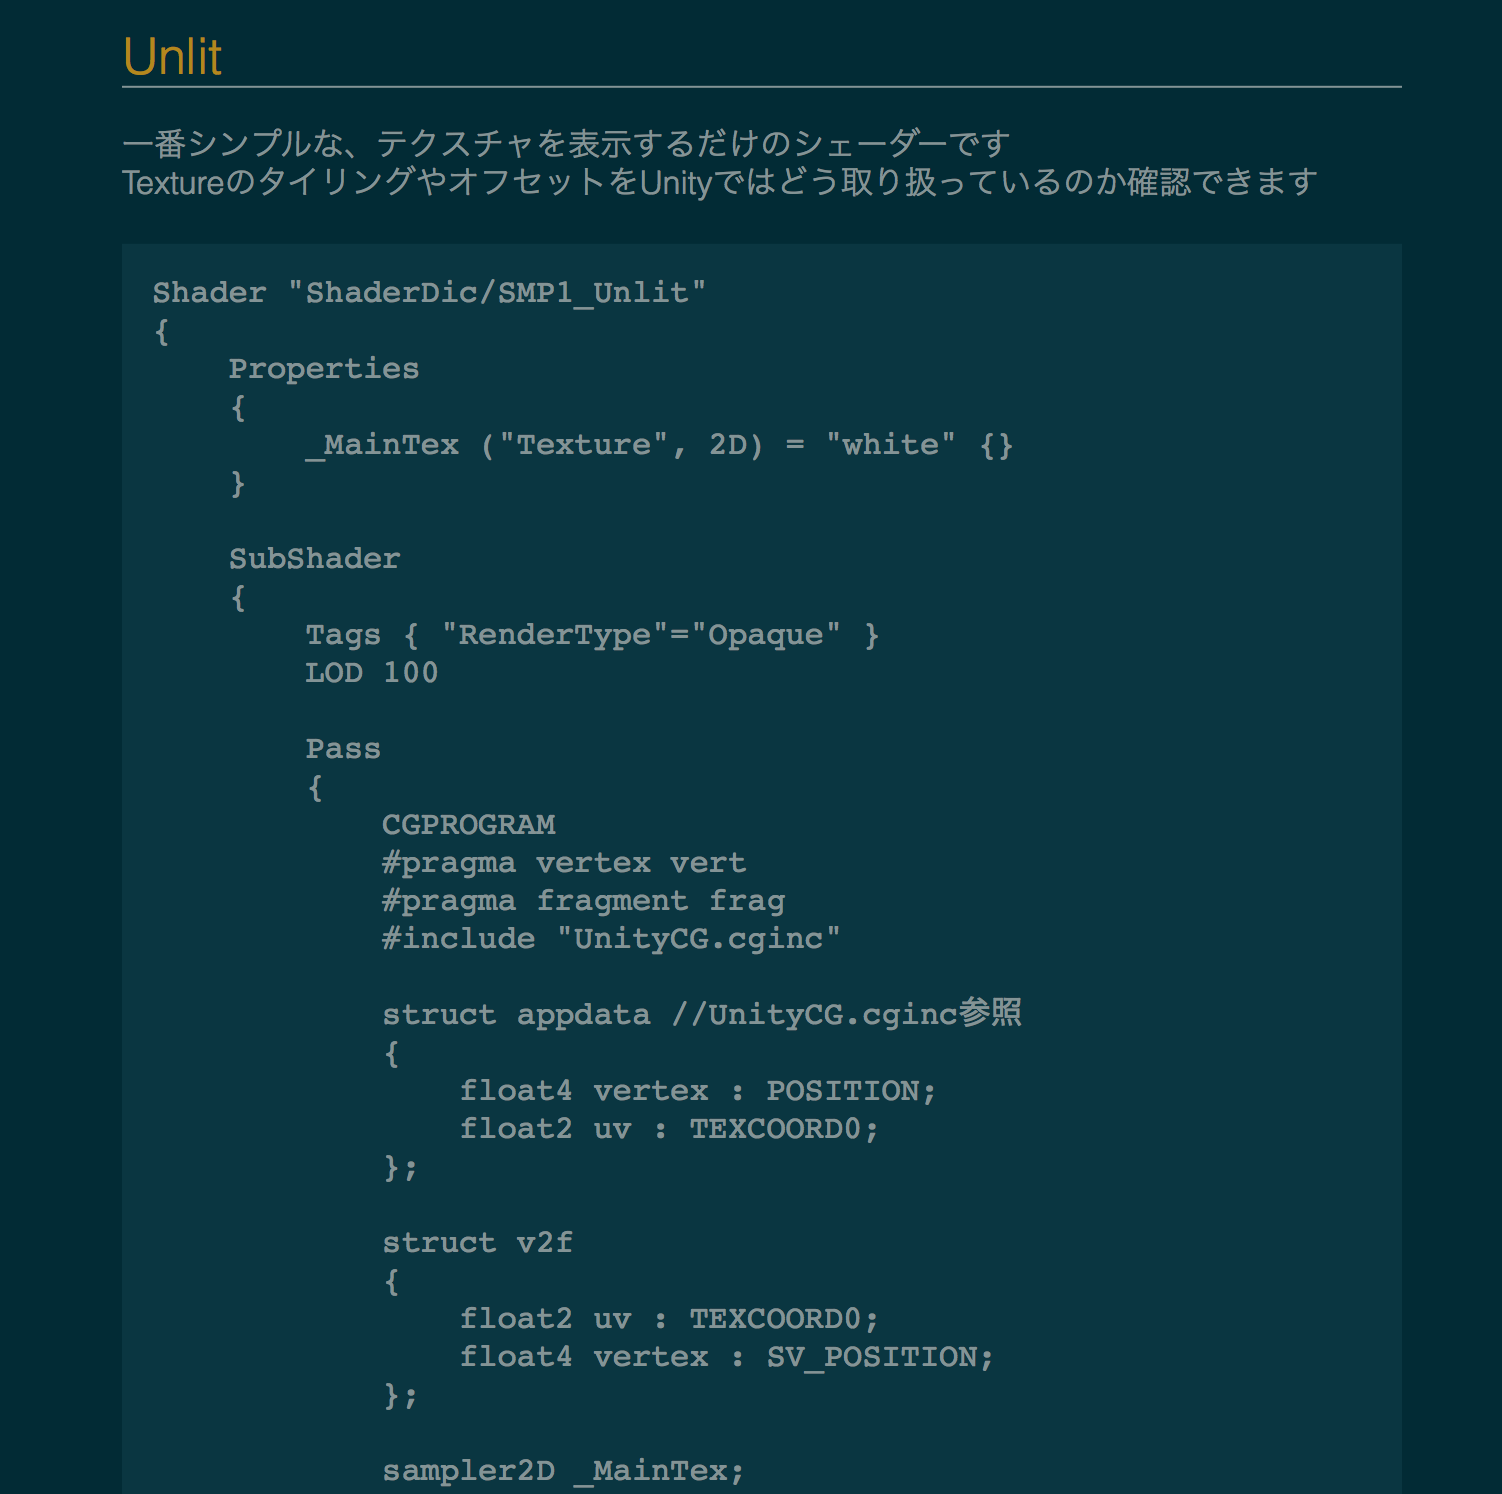 Unlit
一番シンプルな、テクスチャを表示するだけのシェーダーです
TextureのタイリングやオフセットをUnityではどう取り扱っているのか確認できます
Shader "ShaderDic/SMP1_Unlit"
{
    Properties
    {
        _MainTex ("Texture", 2D) = "white" {}
    }

    SubShader
    {
        Tags { "RenderType"="Opaque" }
        LOD 100

        Pass
        {
            CGPROGRAM
            #pragma vertex vert
            #pragma fragment frag
            #include "UnityCG.cginc"

            struct appdata //UnityCG.cginc参照
            {
                float4 vertex : POSITION;
                float2 uv : TEXCOORD0;
            };

            struct v2f
            {
                float2 uv : TEXCOORD0;
                float4 vertex : SV_POSITION;
            };

            sampler2D _MainTex;